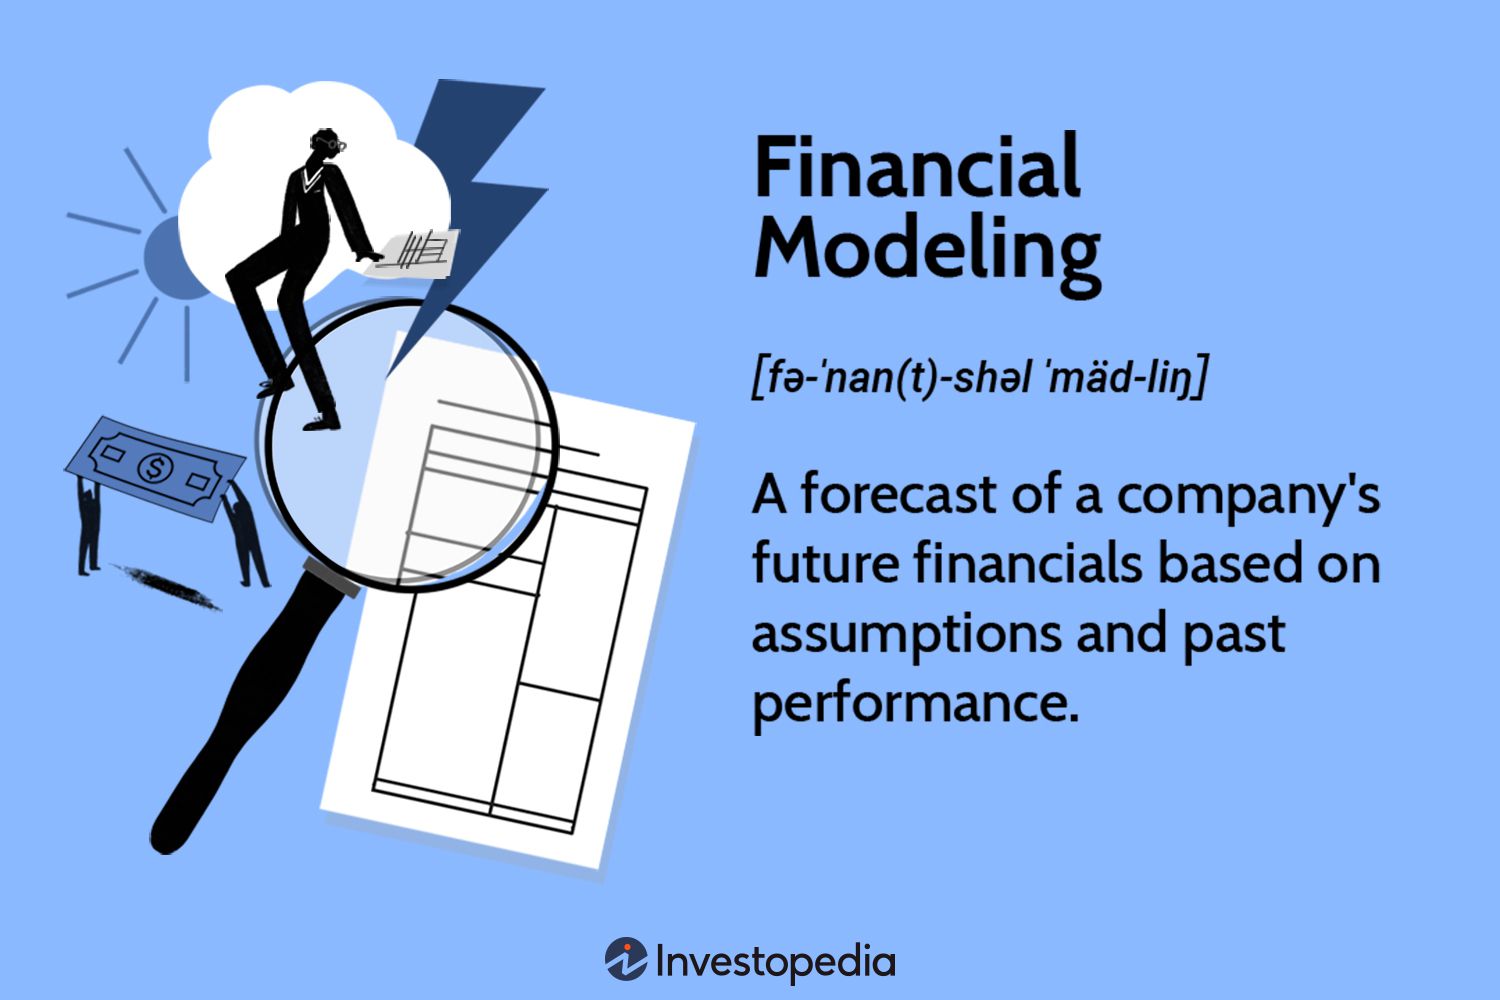 Financial
Modeling
[fə-ˈnan(t)-shəl ˈmäd-liŋ]
A forecast of a company's
future financials based on
assumptions and past
performance.
$
Investopedia